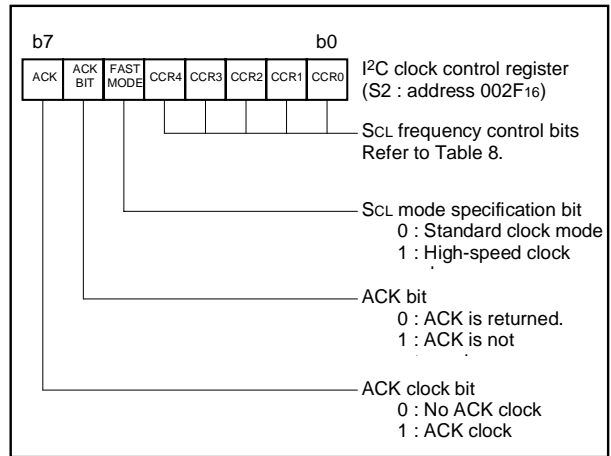 b7 b0
ACK ACK BIT FAST MODE CCR4 CCR3 CCR2 CCR1 CCR0
I²C clock control register
(S2 : address 002F₁₆)
SCL frequency control bits
Refer to Table 8.
SCL mode specification bit
0 : Standard clock mode
1 : High-speed clock
ACK bit
0 : ACK is returned.
1 : ACK is not
ACK clock bit
0 : No ACK clock
1 : ACK clock